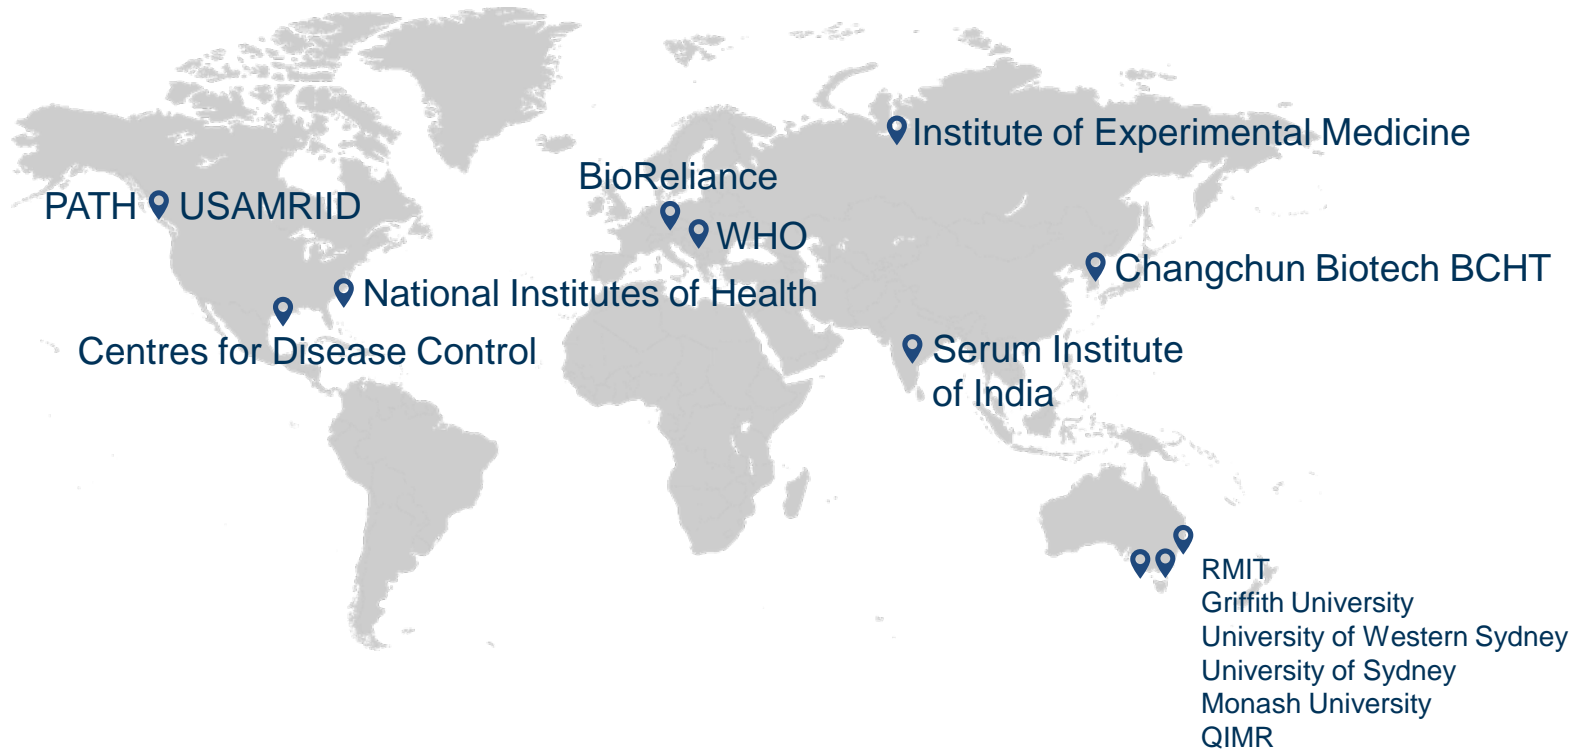 Institute of Experimental Medicine
BioReliance
PATH USAMRIID
WHO
Changchun Biotech BCHT
National Institutes of Health
Centres for Disease Control
Serum Institute
of India
RMIT
Griffith University
University of Western Sydney
University of Sydney
Monash University
QIMR